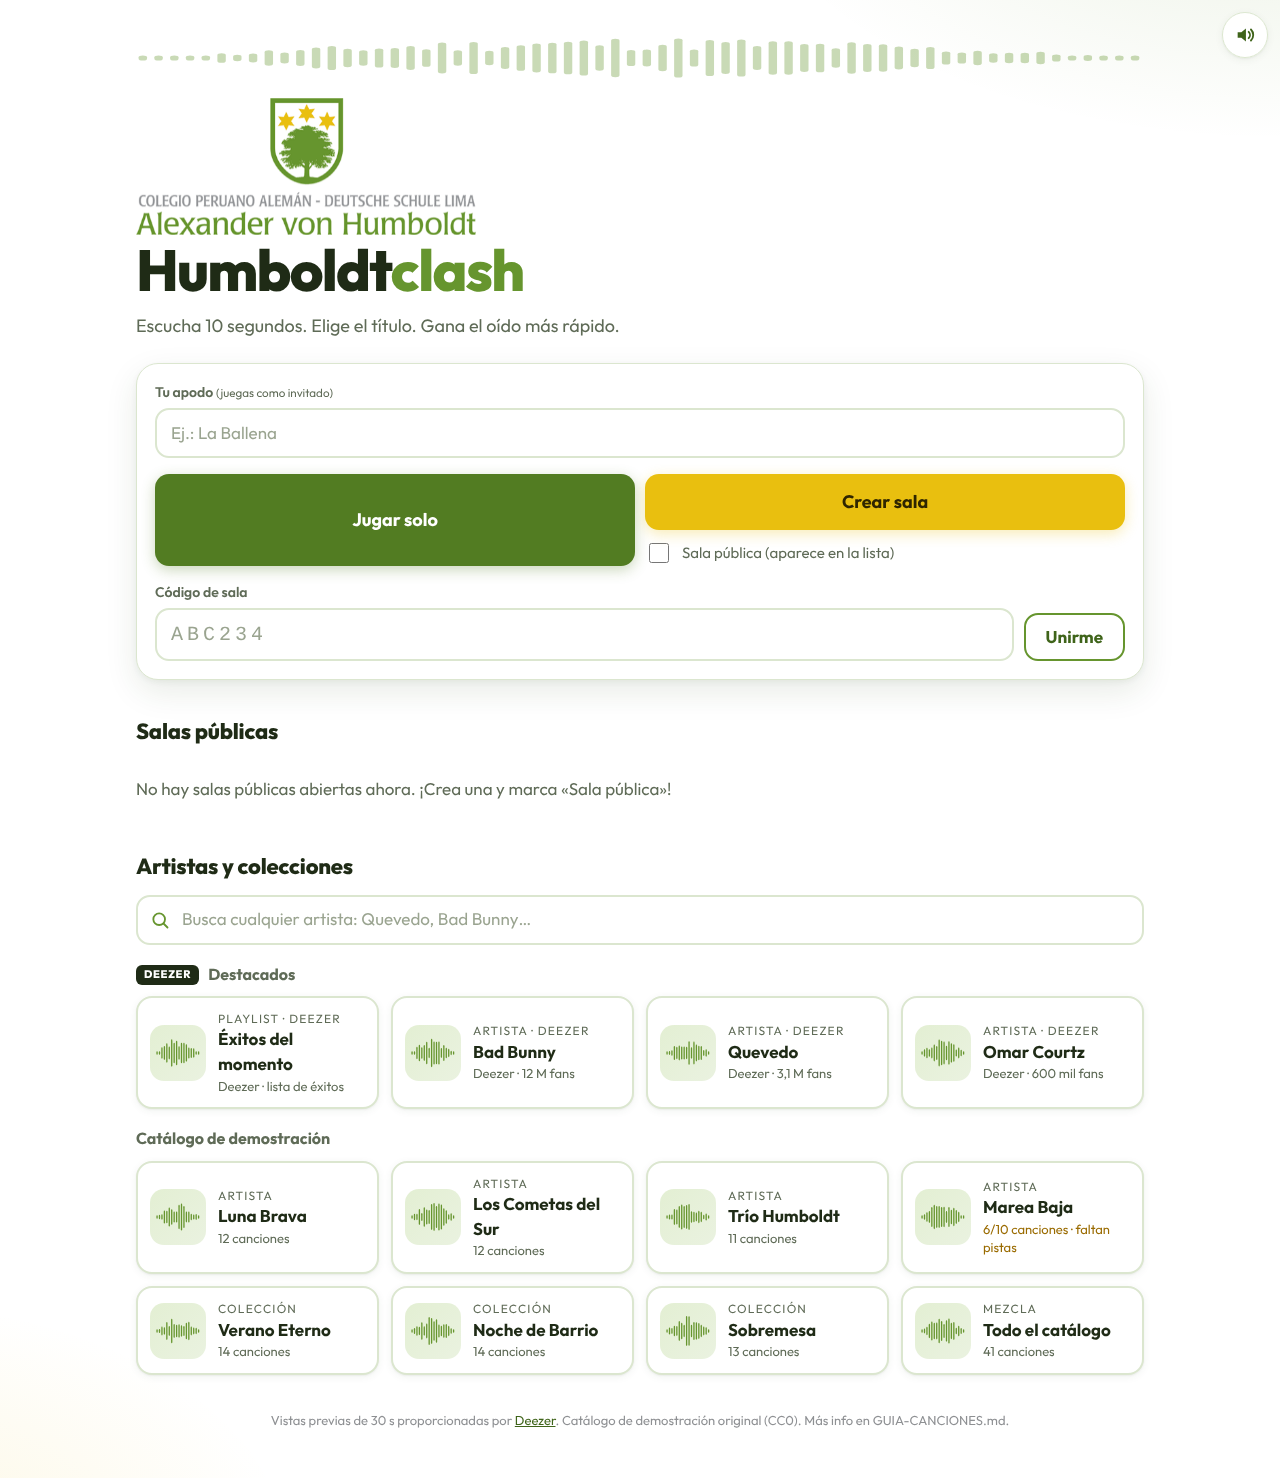 COLEGIO PERUANO ALEMÁN - DEUTSCHE SCHULE LIMA
Alexander von Humboldt
Humboldtclash
Escucha 10 segundos. Elige el título. Gana el oído más rápido.
Tu apodo (juegas como invitado)
Ej.: La Ballena
Jugar solo
Crear sala
Sala pública (aparece en la lista)
Código de sala
ABC234
Unirme
Salas públicas
No hay salas públicas abiertas ahora. ¡Crea una y marca «Sala pública»!
Artistas y colecciones
Busca cualquier artista: Quevedo, Bad Bunny…
DEEZER Destacados
PLAYLIST · DEEZER
Éxitos del
momento
Deezer · lista de éxitos
ARTISTA · DEEZER
Bad Bunny
Deezer · 12 M fans
ARTISTA · DEEZER
Quevedo
Deezer · 3,1 M fans
ARTISTA · DEEZER
Omar Courtz
Deezer · 600 mil fans
Catálogo de demostración
ARTISTA
Luna Brava
12 canciones
ARTISTA
Los Cometas del
Sur
12 canciones
ARTISTA
Trío Humboldt
11 canciones
ARTISTA
Marea Baja
6/10 canciones · faltan
pistas
COLECCIÓN
Verano Eterno
14 canciones
COLECCIÓN
Noche de Barrio
14 canciones
COLECCIÓN
Sobremesa
13 canciones
MEZCLA
Todo el catálogo
41 canciones
Vistas previas de 30 s proporcionadas por Deezer. Catálogo de demostración original (CC0). Más info en GUIA-CANCIONES.md.